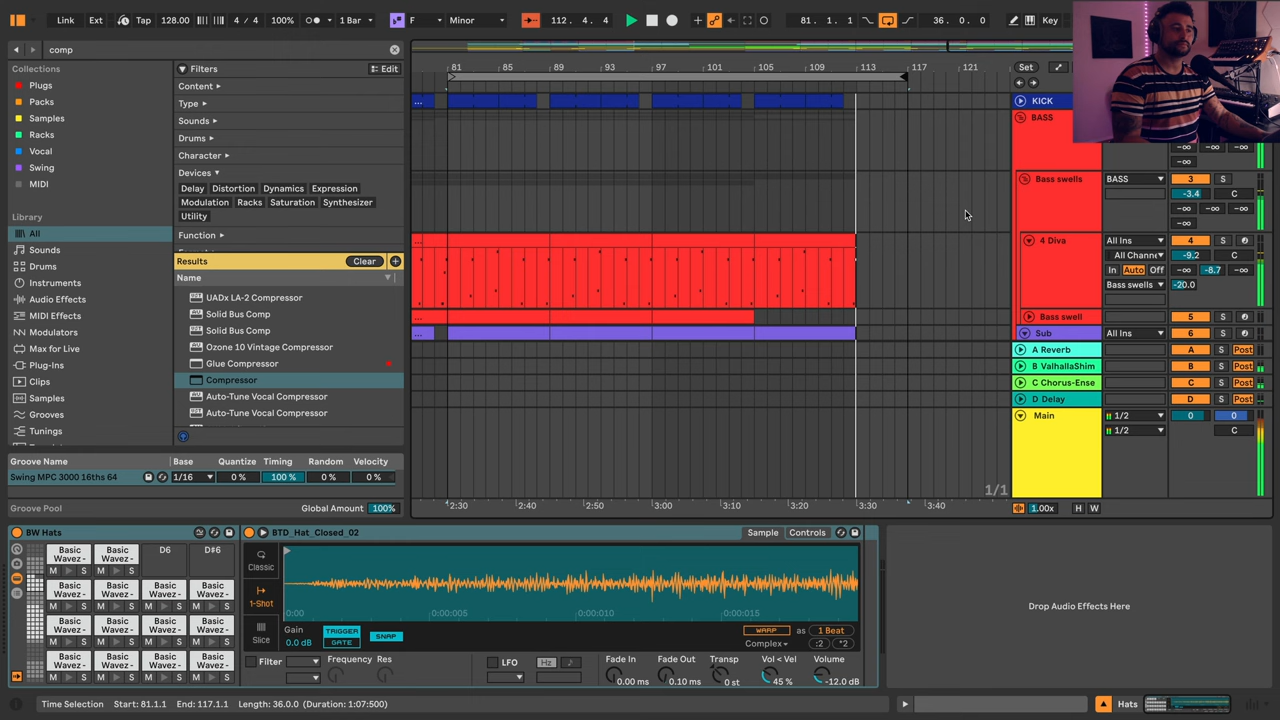 Link Ext Tap 128.00 4 / 4 100% 1 Bar F Minor 112. 4. 4 81. 1. 1 36. 0. 0 Key
comp
Collections Filters Edit
Plugs Content
Packs Type
Samples Sounds
Racks Drums
Vocal Character
Swing Devices
MIDI Delay Distortion Dynamics Expression
Modulation Racks Saturation Synthesizer
Library Utility
All Function
Sounds
Results Clear
Drums Name
Instruments UADx LA-2 Compressor
Audio Effects Solid Bus Comp
MIDI Effects Solid Bus Comp
Modulators Ozone 10 Vintage Compressor
Max for Live Glue Compressor
Plug-Ins Compressor
Clips Auto-Tune Vocal Compressor
Samples Auto-Tune Vocal Compressor
Grooves
Tunings
Groove Name Base Quantize Timing Random Velocity
Swing MPC 3000 16ths 64 1/16 0 % 100 % 0 % 0 %
Groove Pool Global Amount 100%
81 85 89 93 97 101 105 109 113 117 121 Set
... KICK
BASS
-∞
-∞
Bass swells BASS 3 S
-3.4 C
-∞ -∞ -∞
-∞
... 4 Diva All Ins 4 S
All Channe -9.2 C
In Auto Off -∞ -8.7 -∞
Bass swells -20.0
... Bass swell 5 S
... Sub All Ins 6 S
A Reverb A S Post
B ValhallaShim B S Post
C Chorus-Ense C S Post
D Delay D S Post
Main 1/2 0 0
1/2 C
1/1
2:30 2:40 2:50 3:00 3:10 3:20 3:30 3:40 1.00x H W
BW Hats
Basic Wavez - Basic Wavez - D6 D#6
M S M S
Basic Wavez - Basic Wavez - Basic Wavez - Basic Wavez -
M S M S M S M S
Basic Wavez - Basic Wavez - Basic Wavez - Basic Wavez -
M S M S M S M S
Basic Wavez - Basic Wavez - Basic Wavez - Basic Wavez -
M S M S M S M S
BTD_Hat_Closed_02 Sample Controls
Classic
1-Shot
Slice
0:00 0:00:005 0:00:010 0:00:015
Gain TRIGGER SNAP WARP as 1 Beat
0.0 dB GATE Complex :2 *2
Filter Frequency Res LFO Hz Fade In Fade Out Transp Vol < Vel Volume
0.00 ms 0.10 ms 0 st 45 % -12.0 dB
Drop Audio Effects Here
Time Selection Start: 81.1.1 End: 117.1.1 Length: 36.0.0 (Duration: 1:07:500) Hats